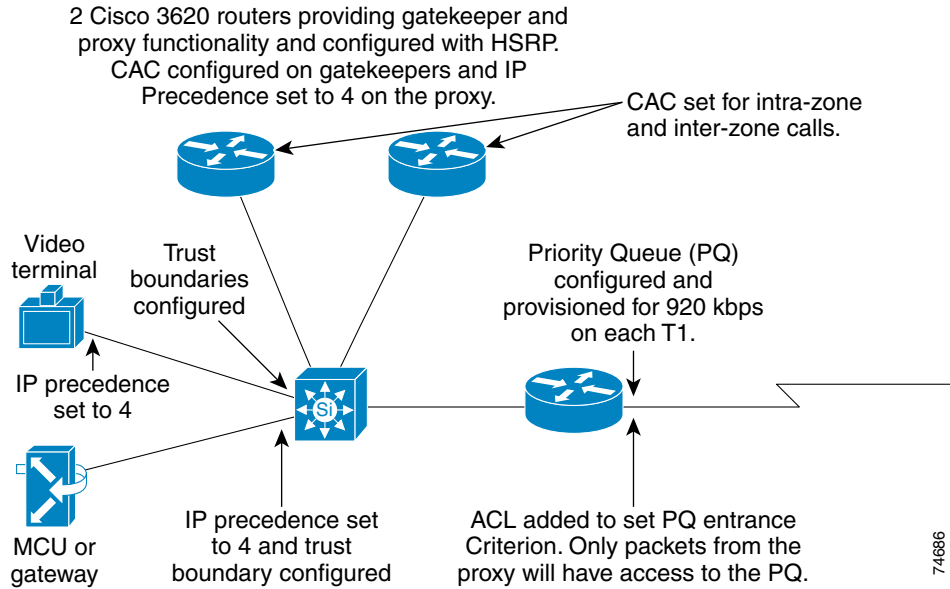 2 Cisco 3620 routers providing gatekeeper and
proxy functionality and configured with HSRP.
CAC configured on gatekeepers and IP
Precedence set to 4 on the proxy.
CAC set for intra-zone
and inter-zone calls.
Video
terminal
Trust
boundaries
configured
Priority Queue (PQ)
configured and
provisioned for 920 kbps
on each T1.
IP precedence
set to 4
Si
MCU or
gateway
IP precedence set
to 4 and trust
boundary configured
ACL added to set PQ entrance
Criterion. Only packets from the
proxy will have access to the PQ.
74686